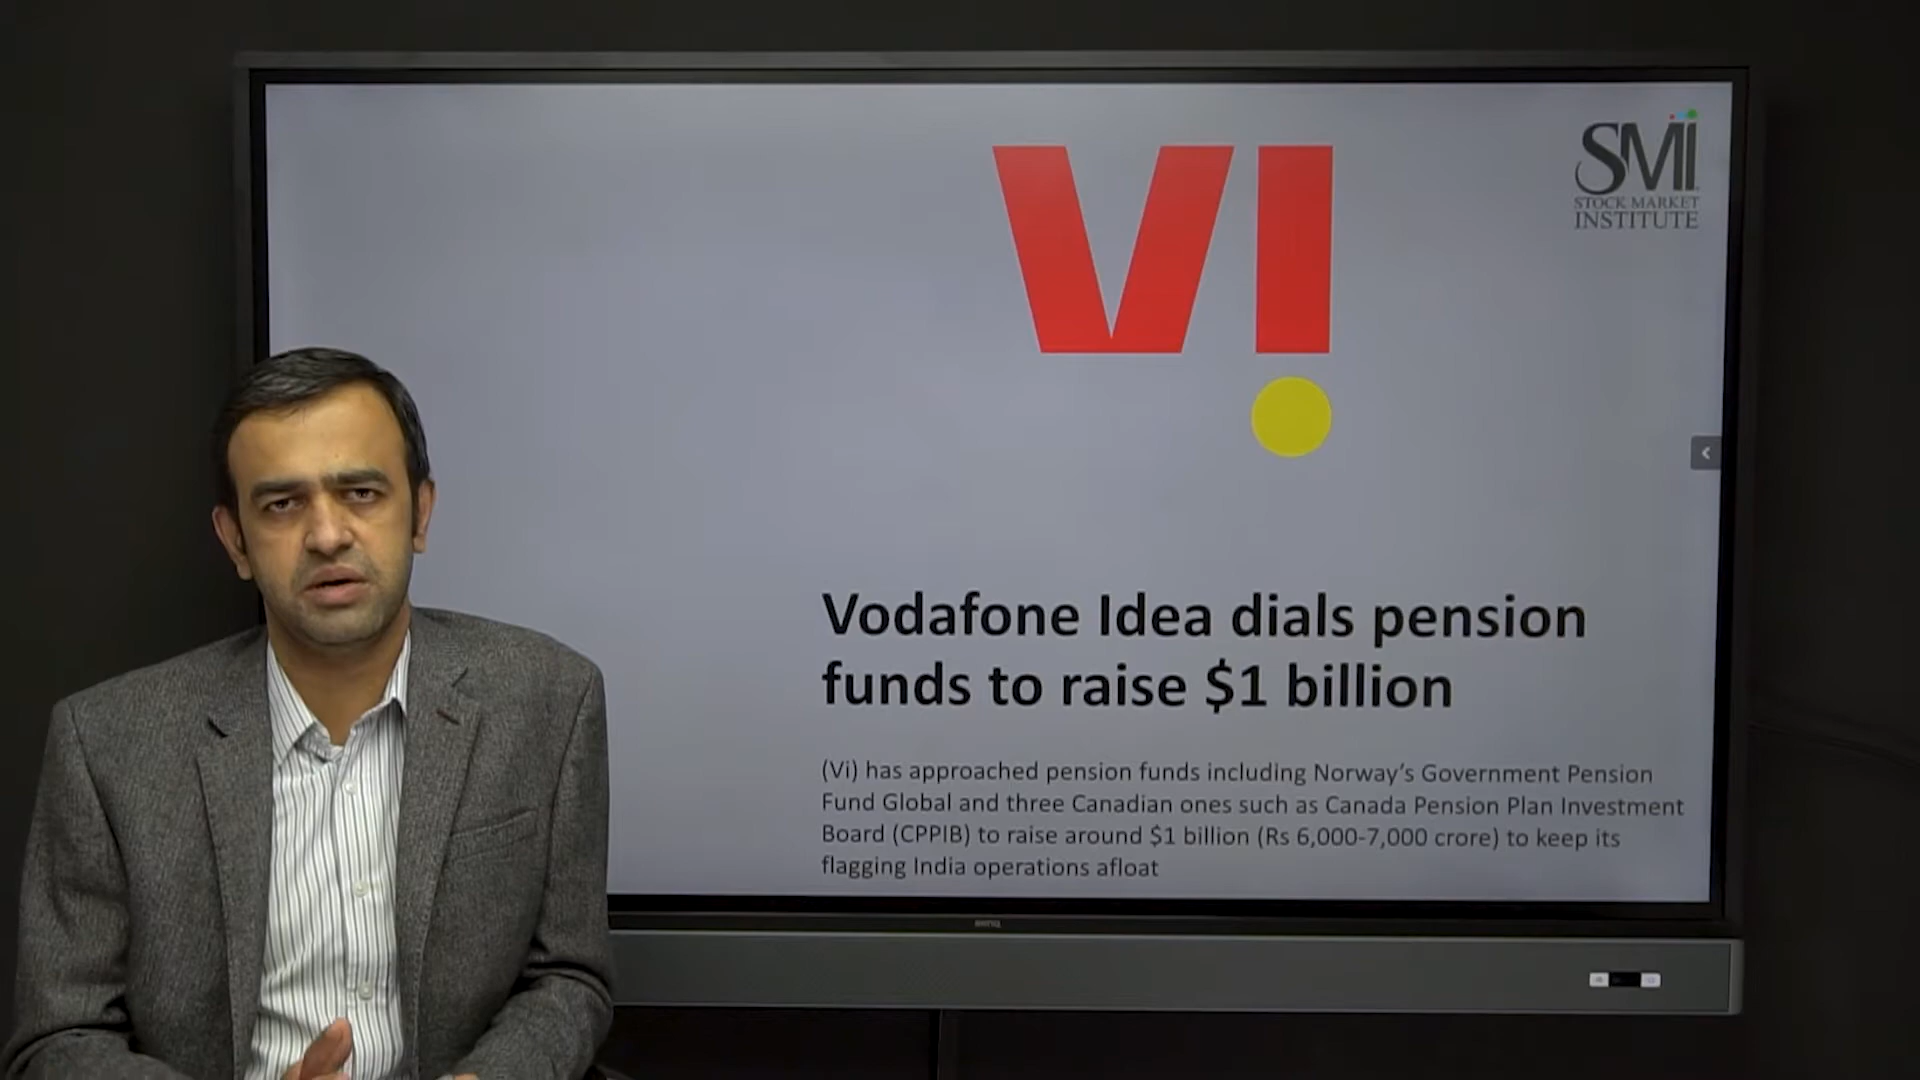 VI
SMI
STOCK MARKET
INSTITUTE
Vodafone Idea dials pension
funds to raise $1 billion
(Vi) has approached pension funds including Norway’s Government Pension
Fund Global and three Canadian ones such as Canada Pension Plan Investment
Board (CPPIB) to raise around $1 billion (Rs 6,000-7,000 crore) to keep its
flagging India operations afloat
BenQ